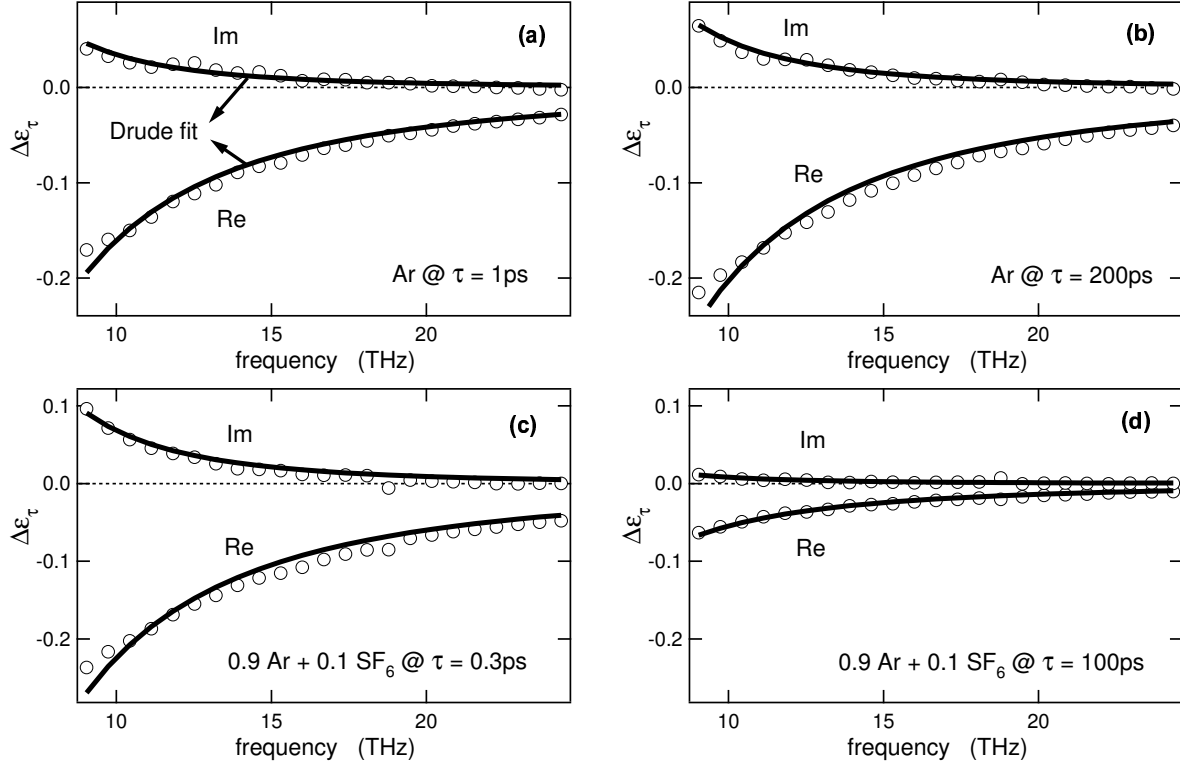 Im
(a)
0.0
Drude fit
Δε_τ
-0.1
Re
-0.2
Ar @ τ = 1ps
10
15
20
frequency (THz)
Im
(b)
0.0
Δε_τ
-0.1
Re
-0.2
Ar @ τ = 200ps
10
15
20
frequency (THz)
0.1
Im
(c)
0.0
Δε_τ
Re
-0.1
-0.2
0.9 Ar + 0.1 SF₆ @ τ = 0.3ps
10
15
20
frequency (THz)
0.1
Im
(d)
0.0
Δε_τ
Re
-0.1
-0.2
0.9 Ar + 0.1 SF₆ @ τ = 100ps
10
15
20
frequency (THz)